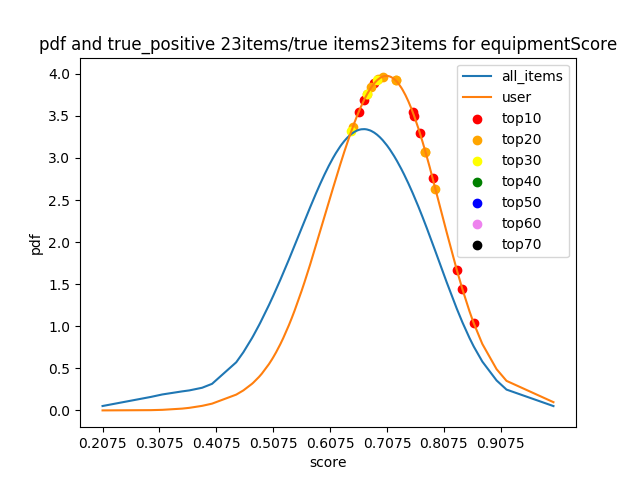 pdf and true_positive 23items/true items23items for equipmentScore
4.0
3.5
3.0
2.5
2.0
1.5
1.0
0.5
0.0
pdf
all_items
user
top10
top20
top30
top40
top50
top60
top70
0.2075 0.3075 0.4075 0.5075 0.6075 0.7075 0.8075 0.9075
score